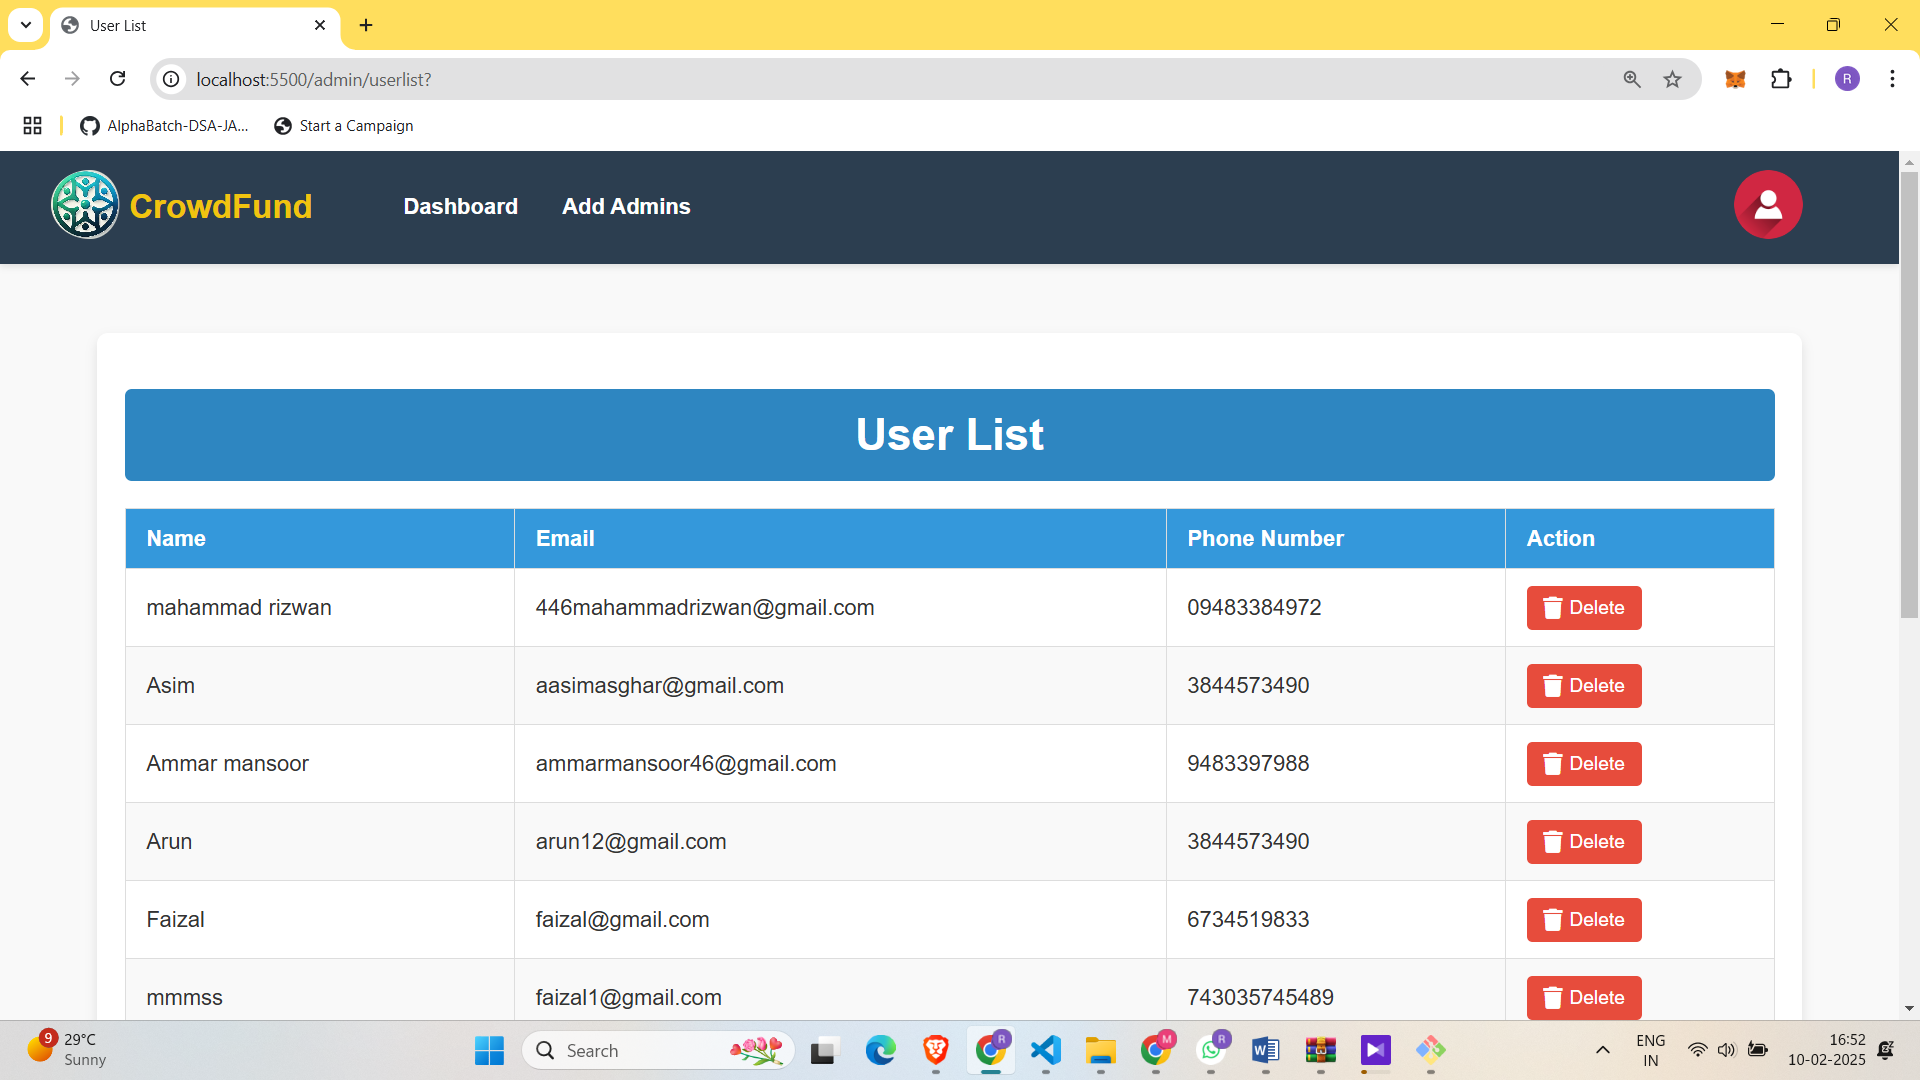 User List
localhost:5500/admin/userlist?
R
AlphaBatch-DSA-JA...
Start a Campaign
CrowdFund
Dashboard
Add Admins
User List
Name Email Phone Number Action
mahammad rizwan 446mahammadrizwan@gmail.com 09483384972 Delete
Asim aasimasghar@gmail.com 3844573490 Delete
Ammar mansoor ammarmansoor46@gmail.com 9483397988 Delete
Arun arun12@gmail.com 3844573490 Delete
Faizal faizal@gmail.com 6734519833 Delete
mmmss faizal1@gmail.com 743035745489 Delete
9
29°C
Sunny
Search
R
M
R
W
ENG
IN
16:52
10-02-2025